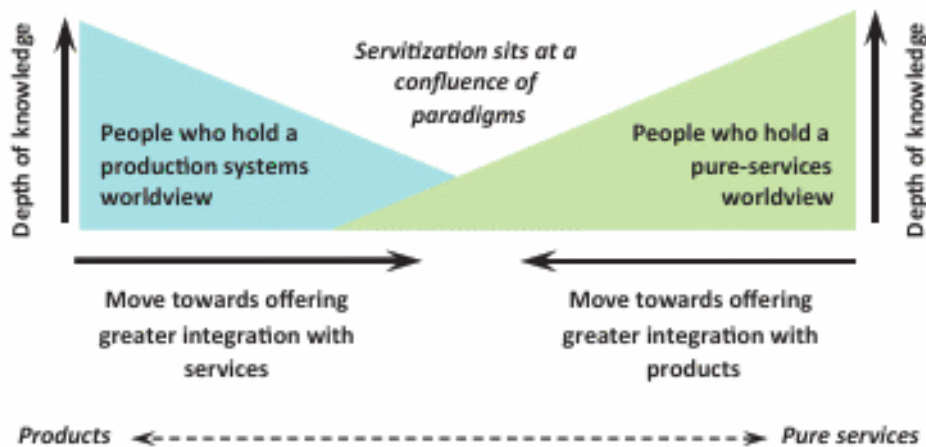 Depth of knowledge
Servitization sits at a
confluence of
paradigms
People who hold a
production systems
worldview
People who hold a
pure-services
worldview
Depth of knowledge
Move towards offering
greater integration with
services
Move towards offering
greater integration with
products
Products
Pure services